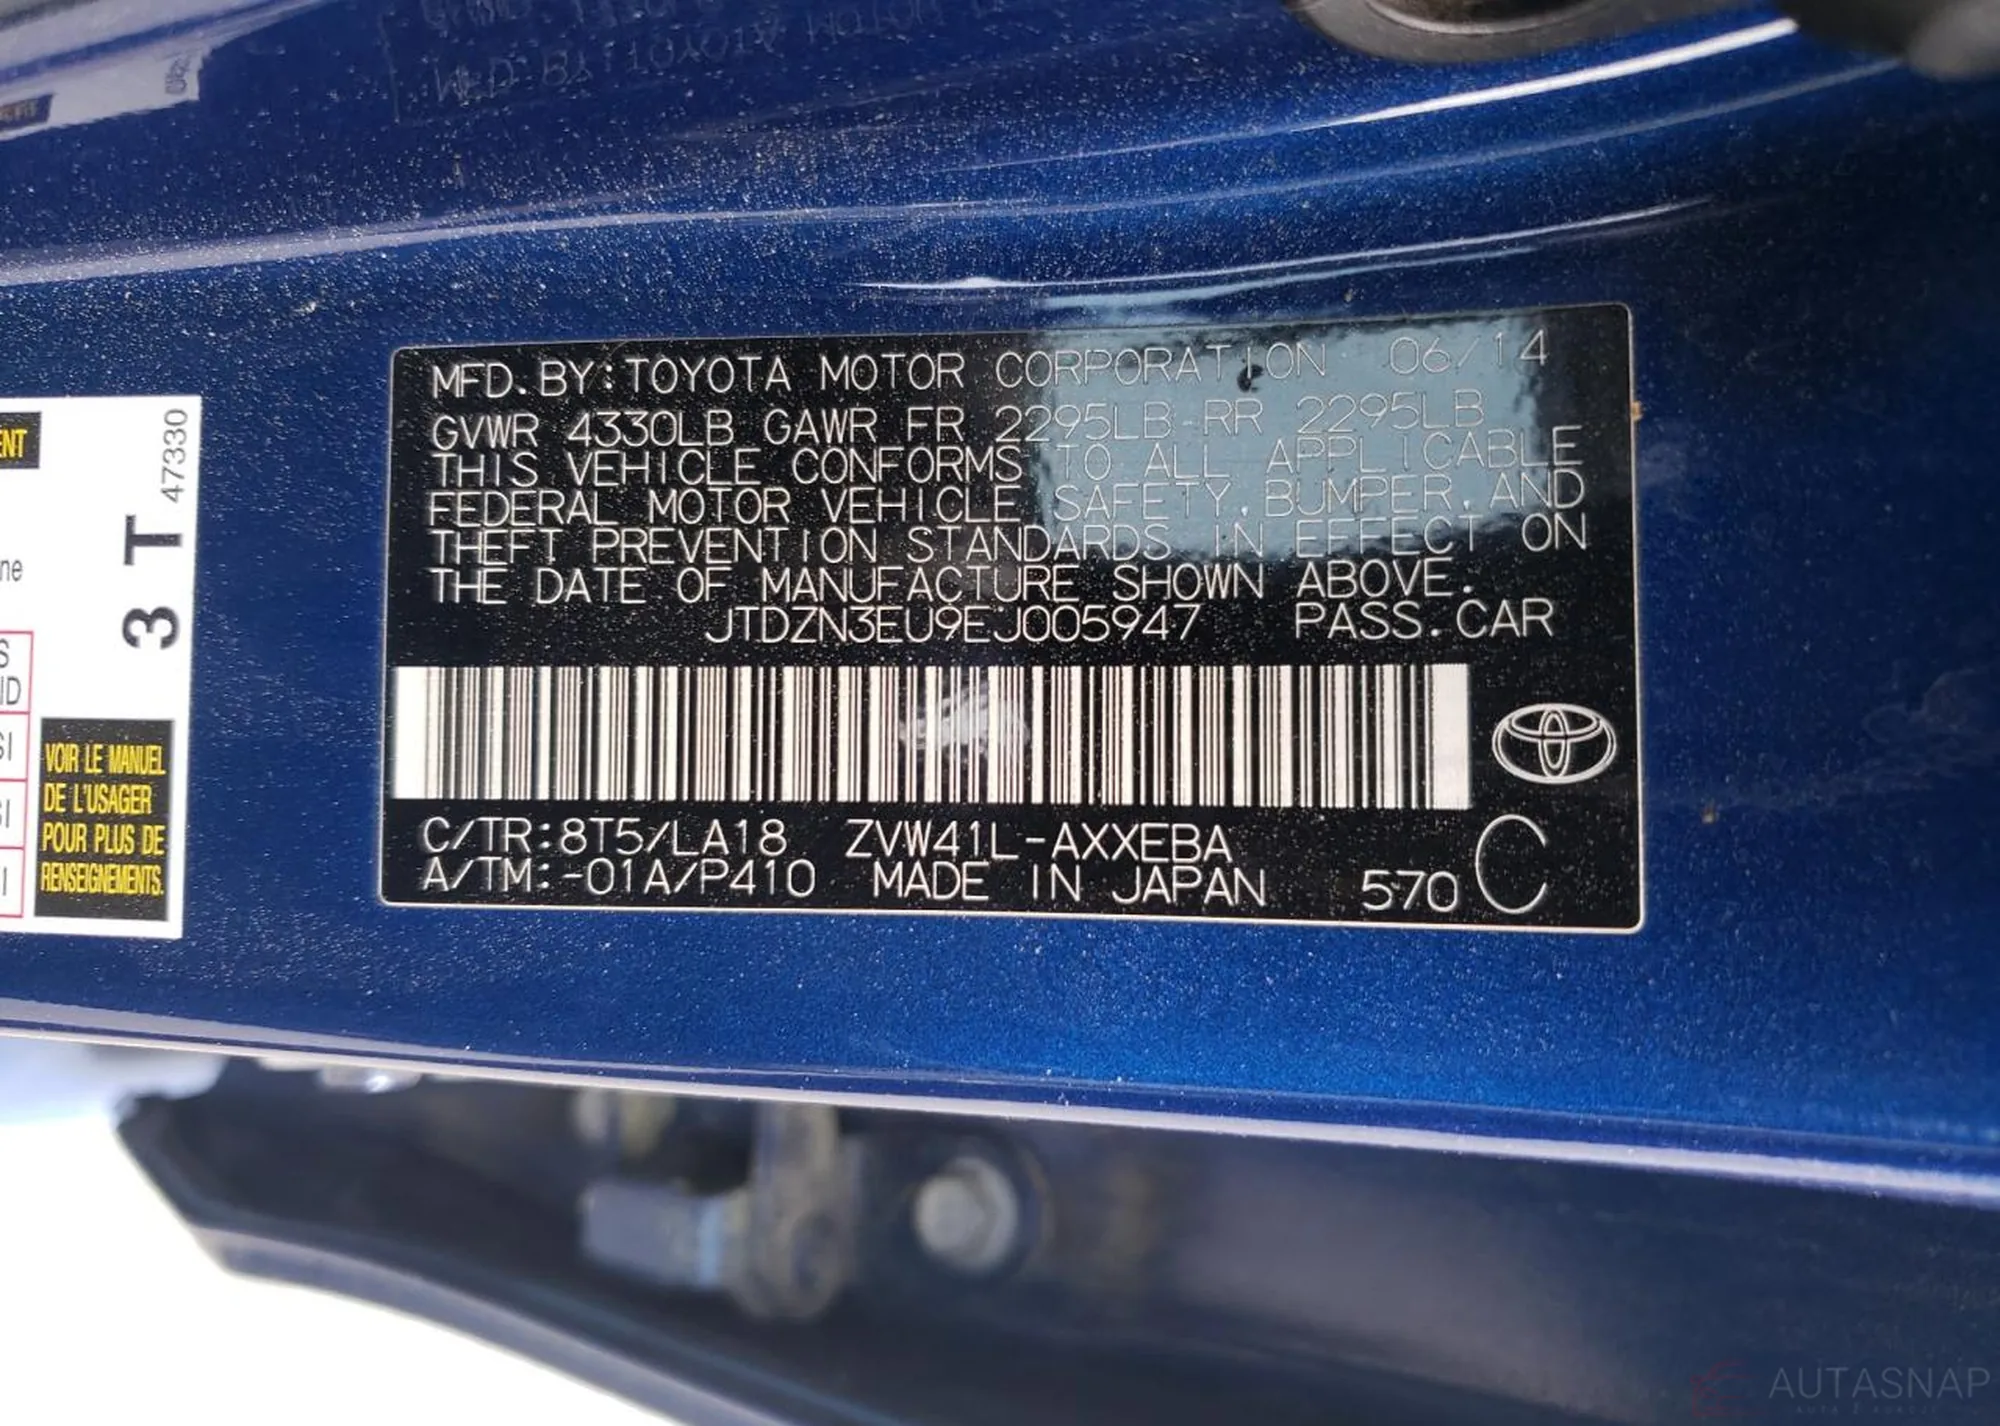 MFD. BY: TOYOTA MOTOR CORPORATION 06/14
GVWR 4330LB GAWR FR 2295LB RR 2295LB
THIS VEHICLE CONFORMS TO ALL APPLICABLE
FEDERAL MOTOR VEHICLE SAFETY, BUMPER, AND
THEFT PREVENTION STANDARDS IN EFFECT ON
THE DATE OF MANUFACTURE SHOWN ABOVE.
JTDZN3EU9EJ005947 PASS. CAR
C/TR: 8T5/LA18 ZVW41L-AXXEBA
A/TM: -01A/P410 MADE IN JAPAN 570 C
47330
3 T
VOIR LE MANUEL
DE L'USAGER
POUR PLUS DE
RENSEIGNEMENTS.
AUTASNAP